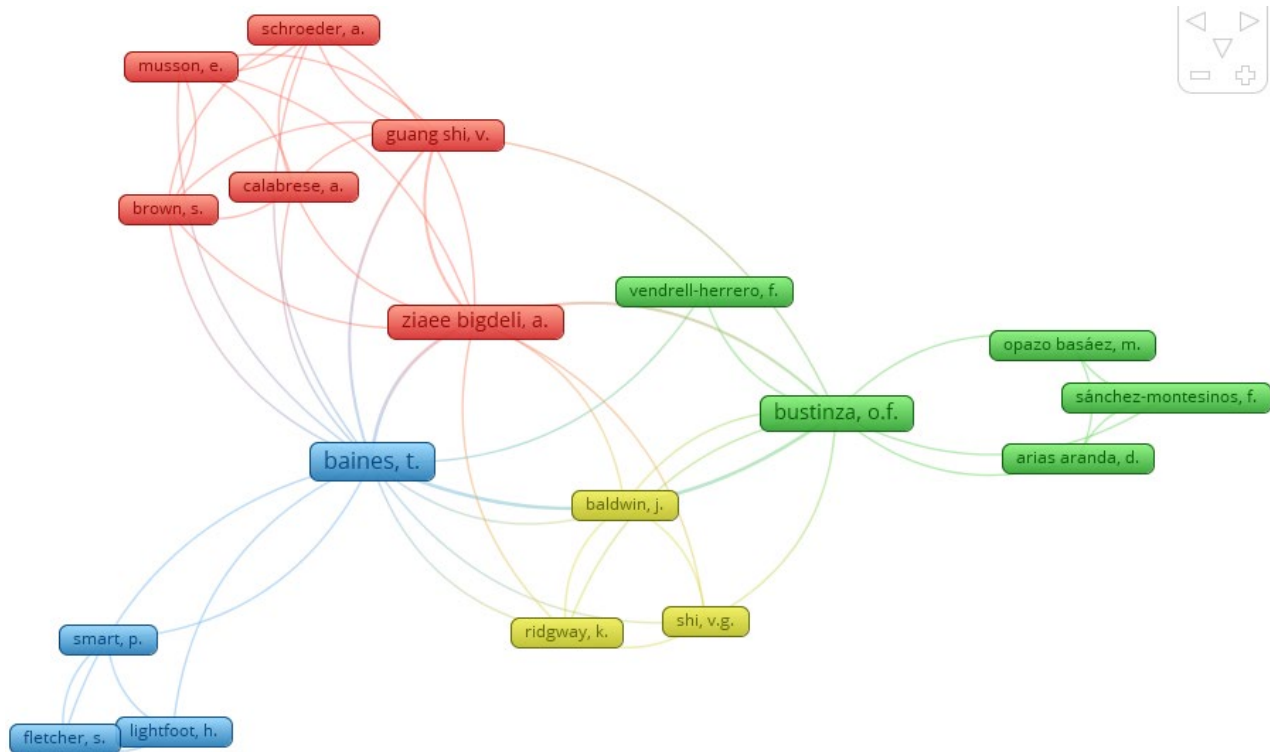 schroeder, a.
musson, e.
guang shi, v.
calabrese, a.
brown, s.
vendrell-herrero, f.
ziaee bigdeli, a.
opazo basáez, m.
sánchez-montesinos, f.
bustinza, o.f.
arias aranda, d.
baines, t.
baldwin, j.
shi, v.g.
ridgway, k.
smart, p.
lightfoot, h.
fletcher, s.